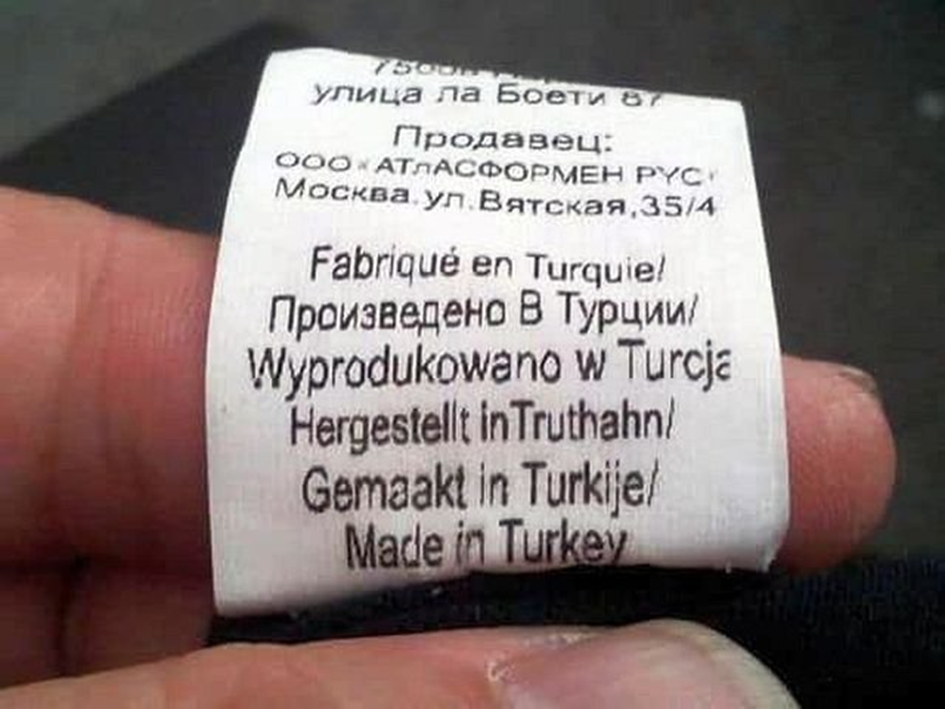 улица ла Боети 87
Продавец:
ООО «АТлАСФОРМЕН РУС»
Москва.ул.Вятская,35/4
Fabriqué en Turquie/
Произведено В Турции/
Wyprodukowano w Turcja
Hergestellt inTruthahn/
Gemaakt in Turkije/
Made in Turkey